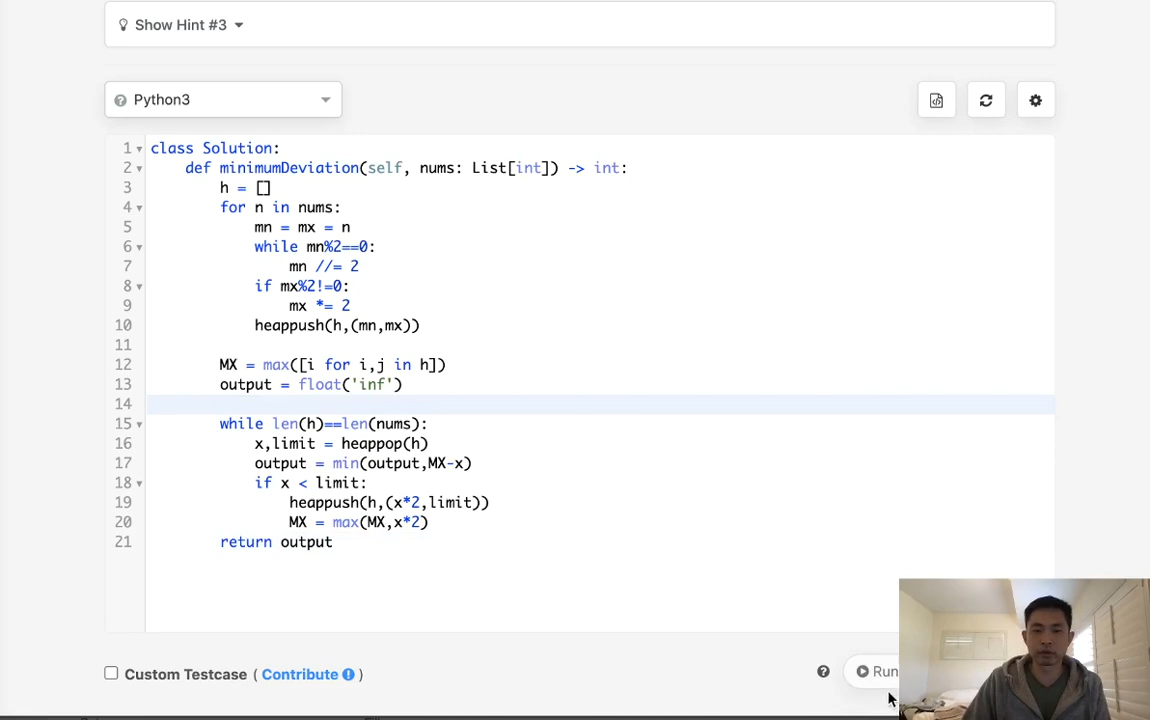 Show Hint #3
Python3
1 class Solution:
2 def minimumDeviation(self, nums: List[int]) -> int:
3 h = []
4 for n in nums:
5 mn = mx = n
6 while mn%2==0:
7 mn //= 2
8 if mx%2!=0:
9 mx *= 2
10 heappush(h,(mn,mx))
11
12 MX = max([i for i,j in h])
13 output = float('inf')
14
15 while len(h)==len(nums):
16 x,limit = heappop(h)
17 output = min(output,MX-x)
18 if x < limit:
19 heappush(h,(x*2,limit))
20 MX = max(MX,x*2)
21 return output
Custom Testcase ( Contribute )
Run